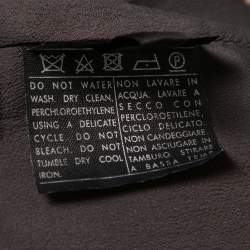 P
DO NOT WATER
WASH. DRY CLEAN,
PERCHLOROETHYLENE
USING A DELICATE
CYCLE. DO NOT
BLEACH. DO NOT
TUMBLE DRY COOL
IRON.
NON LAVARE IN
ACQUA. LAVARE A
SECCO CON
PERCLOROETILENE,
CICLO DELICATO.
NON CANDEGGIARE
NON ASCIUGARE
TAMBURO STIRARE
A BASSA TEMP